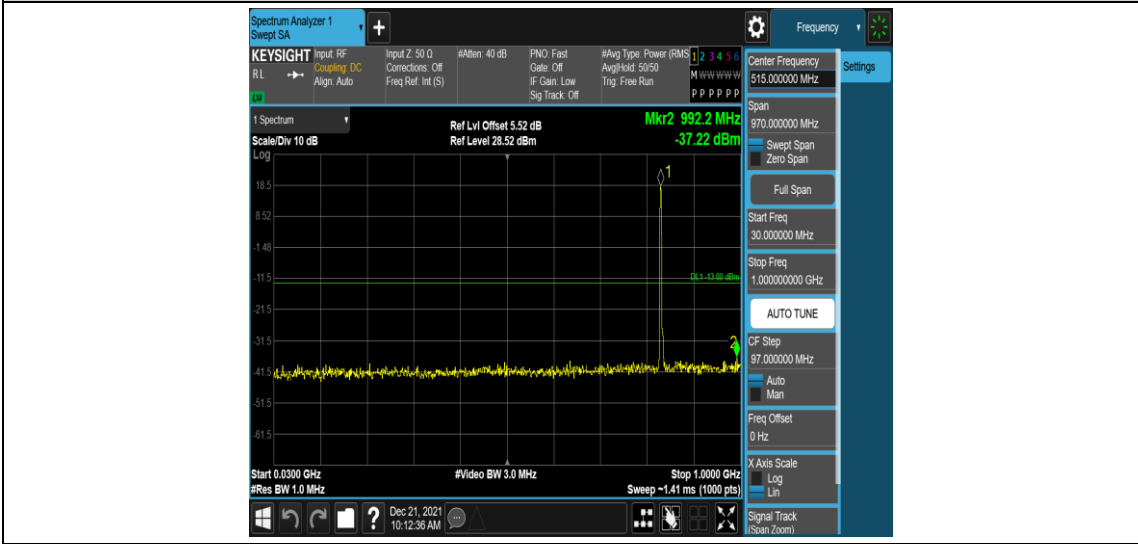 Spectrum Analyzer 1
Swept SA
+
Frequency
KEYSIGHT
RL
LXI
Input: RF
Coupling: DC
Align: Auto
Input Z: 50 Ω
Corrections: Off
Freq Ref: Int (S)
#Atten: 40 dB
PNO: Fast
Gate: Off
IF Gain: Low
Sig Track: Off
#Avg Type: Power (RMS
Avg|Hold: 50/50
Trig: Free Run
1 2 3 4 5 6
M W W W W W
P P P P P P
1 Spectrum
Scale/Div 10 dB
Log
Ref Lvl Offset 5.52 dB
Ref Level 28.52 dBm
Mkr2 992.2 MHz
-37.22 dBm
1
18.5
8.52
-1.48
-11.5
DL1 -13.00 dBm
-21.5
-31.5
2
-41.5
-51.5
-61.5
Start 0.0300 GHz
#Res BW 1.0 MHz
#Video BW 3.0 MHz
Stop 1.0000 GHz
Sweep ~1.41 ms (1000 pts)
?
Dec 21, 2021
10:12:36 AM
Center Frequency
515.000000 MHz
Settings
Span
970.000000 MHz
Swept Span
Zero Span
Full Span
Start Freq
30.000000 MHz
Stop Freq
1.000000000 GHz
AUTO TUNE
CF Step
97.000000 MHz
Auto
Man
Freq Offset
0 Hz
X Axis Scale
Log
Lin
Signal Track
(Span Zoom)